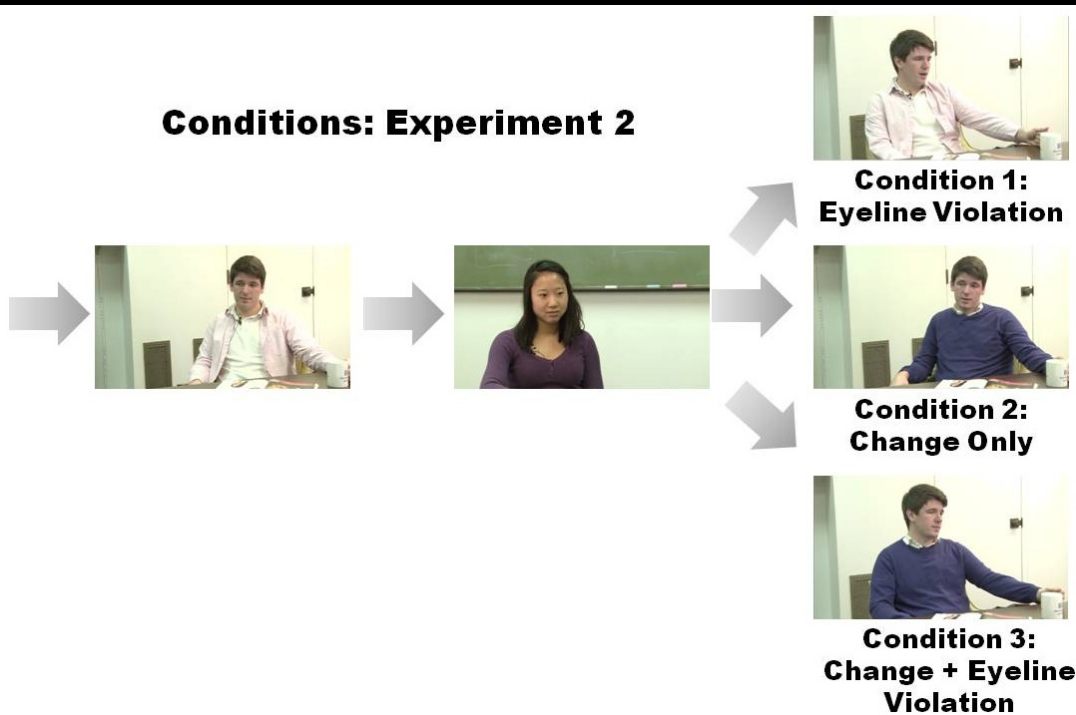 Conditions: Experiment 2
Condition 1:
Eyeline Violation
Condition 2:
Change Only
Condition 3:
Change + Eyeline
Violation